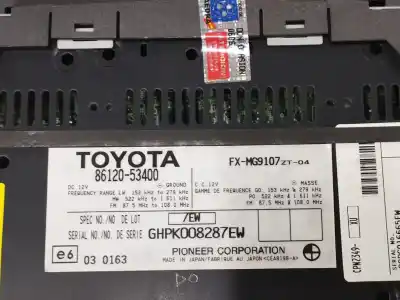 TOYOTA
86120-53400
FX-MG9107ZT-04
DC 12V GROUND
FREQUENCY RANGE LW 153 kHz to 279 kHz
MW 522 kHz to 1 611 kHz
FM 87.5 MHz to 108.0 MHz
C.C.12V MASSE
GAMME DE FREQUENCE GO 153 kHz à 279 kHz
PO 522 kHz à 1 611 kHz
FM 87.5 MHz à 108.0 MHz
SPEC NO./NO DE LOT /EW
SERIAL NO./NO. DE SERIE GHPK008287EW
e6 03 0163
PIONEER CORPORATION
MADE IN JAPAN/FABRIQUE AU JAPON
CPN2349-
XU